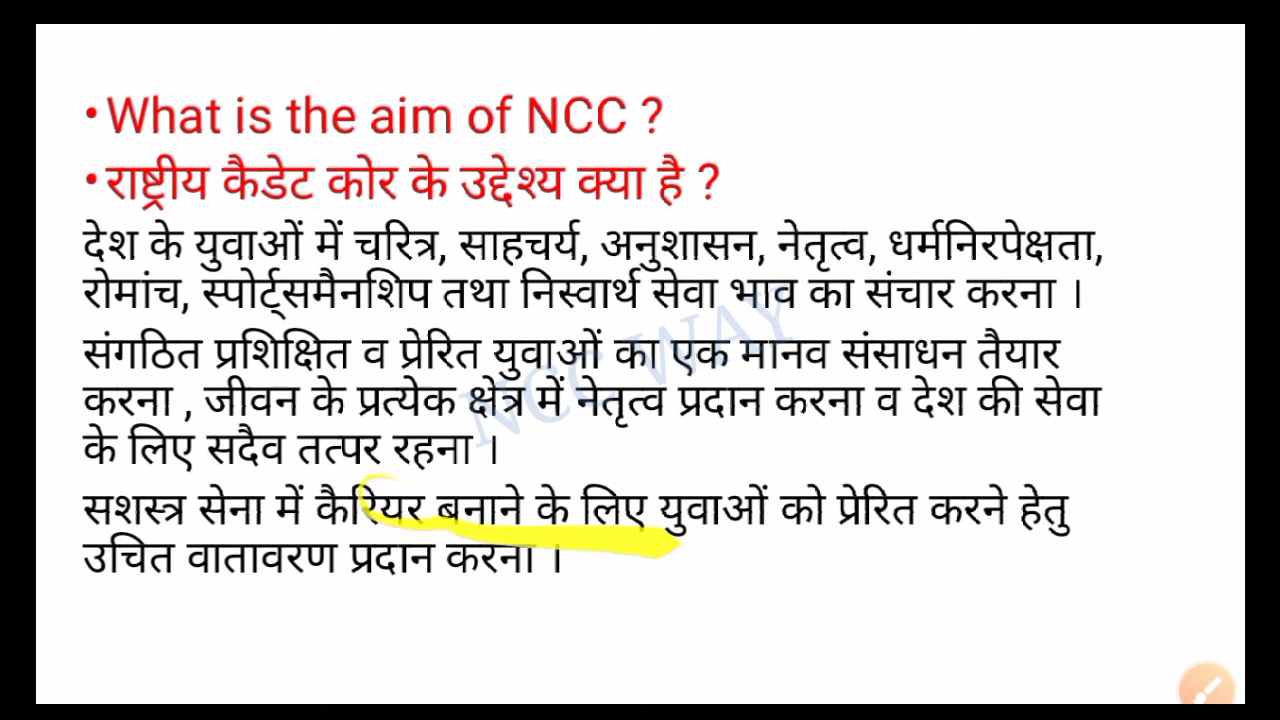 •What is the aim of NCC ?
•राष्ट्रीय कैडेट कोर के उद्देश्य क्या है ?
देश के युवाओं में चरित्र, साहचर्य, अनुशासन, नेतृत्व, धर्मनिरपेक्षता,
रोमांच, स्पोर्ट्समैनशिप तथा निस्वार्थ सेवा भाव का संचार करना ।
संगठित प्रशिक्षित व प्रेरित युवाओं का एक मानव संसाधन तैयार
करना , जीवन के प्रत्येक क्षेत्र में नेतृत्व प्रदान करना व देश की सेवा
के लिए सदैव तत्पर रहना ।
सशस्त्र सेना में कैरियर बनाने के लिए युवाओं को प्रेरित करने हेतु
उचित वातावरण प्रदान करना ।
NCC WAY